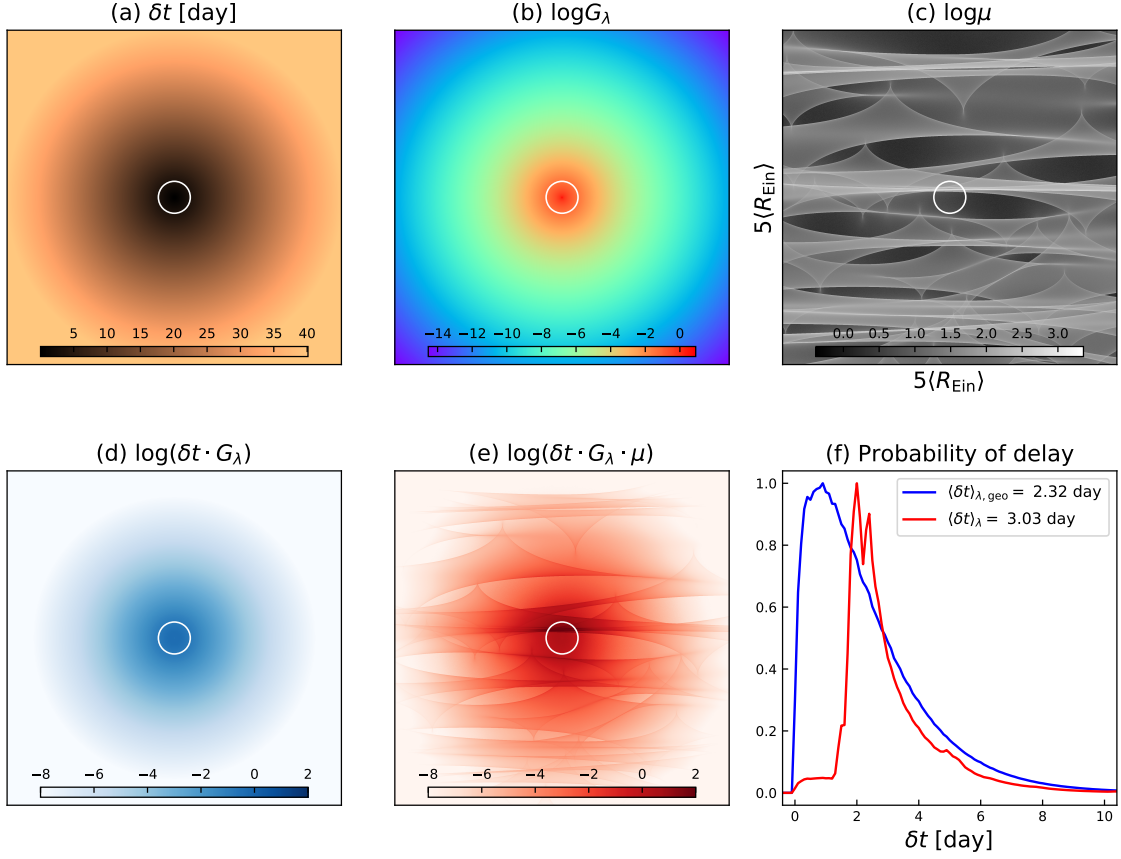 (a) δt [day]
(b) logG_λ
(c) logμ
5 10 15 20 25 30 35 40
−14 −12 −10 −8 −6 −4 −2 0
0.0 0.5 1.0 1.5 2.0 2.5 3.0
5⟨R_Ein⟩
5⟨R_Ein⟩
(d) log(δt · G_λ)
(e) log(δt · G_λ · μ)
(f) Probability of delay
−8 −6 −4 −2 0 2
−8 −6 −4 −2 0 2
⟨δt⟩_λ, geo = 2.32 day
⟨δt⟩_λ = 3.03 day
1.0
0.8
0.6
0.4
0.2
0.0
0 2 4 6 8 10
δt [day]